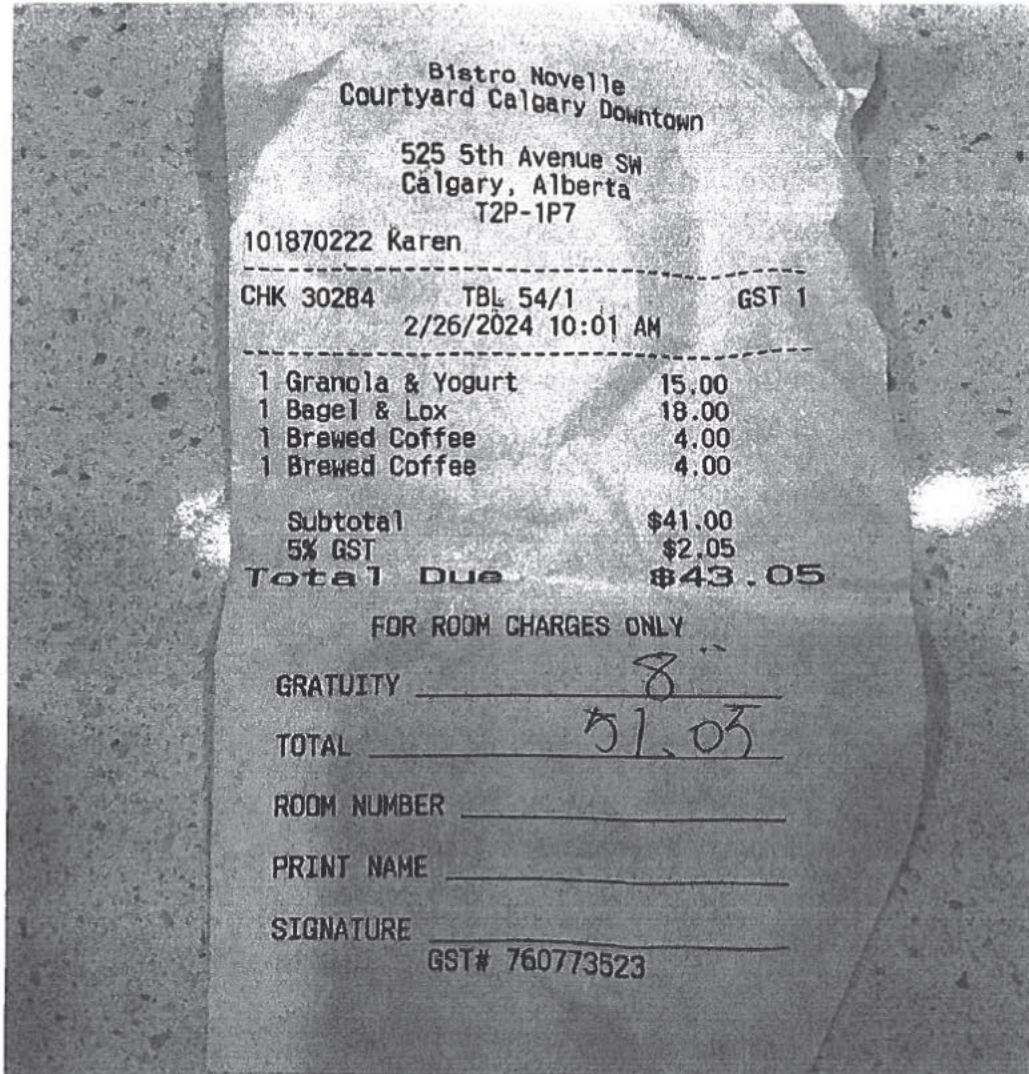 Bistro Novelle
Courtyard Calgary Downtown
525 5th Avenue SW
Calgary, Alberta
T2P-1P7
101870222 Karen
CHK 30284 TBL 54/1 GST 1
2/26/2024 10:01 AM
1 Granola & Yogurt 15.00
1 Bagel & Lox 18.00
1 Brewed Coffee 4.00
1 Brewed Coffee 4.00
Subtotal $41.00
5% GST $2.05
Total Due $43.05
FOR ROOM CHARGES ONLY
GRATUITY 8
TOTAL 51.05
ROOM NUMBER
PRINT NAME
SIGNATURE
GST# 760773523